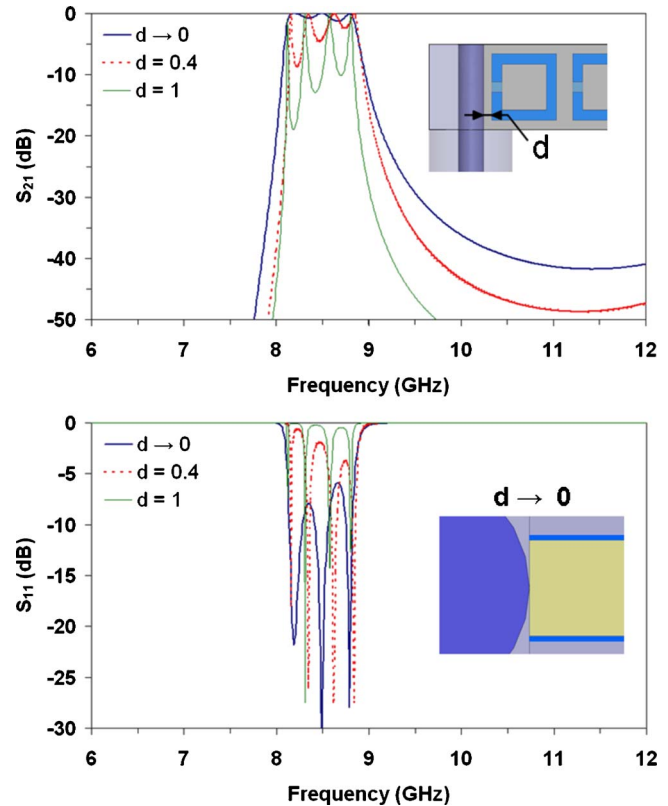 0
-10
-20
-30
-40
-50
S21 (dB)
d → 0
d = 0.4
d = 1
d
6 7 8 9 10 11 12
Frequency (GHz)
0
-5
-10
-15
-20
-25
-30
S11 (dB)
d → 0
d = 0.4
d = 1
d → 0
6 7 8 9 10 11 12
Frequency (GHz)